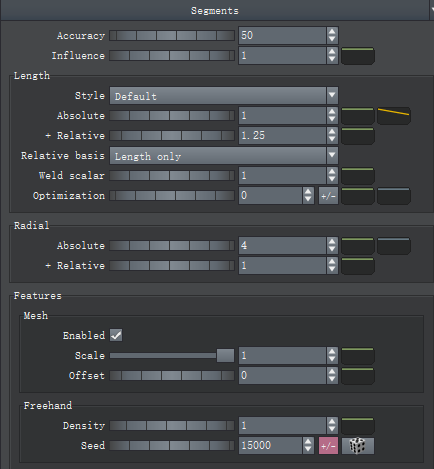 Segments
Accuracy 50
Influence 1
Length
Style Default
Absolute 1
+ Relative 1.25
Relative basis Length only
Weld scalar 1
Optimization 0 +/-
Radial
Absolute 4
+ Relative 1
Features
Mesh
Enabled
Scale 1
Offset 0
Freehand
Density 1
Seed 15000 +/-